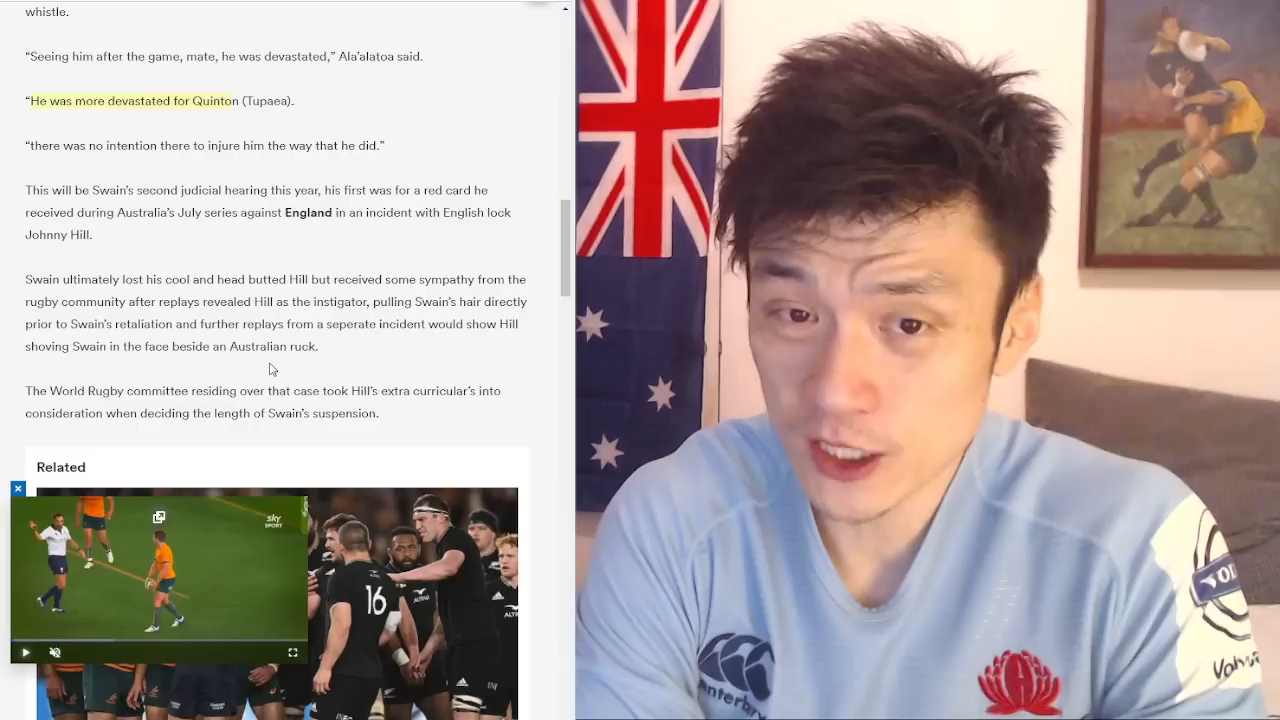 whistle.
“Seeing him after the game, mate, he was devastated,” Ala’alatoa said.
“He was more devastated for Quinton (Tupaea).
“there was no intention there to injure him the way that he did.”
This will be Swain’s second judicial hearing this year, his first was for a red card he
received during Australia’s July series against England in an incident with English lock
Johnny Hill.
Swain ultimately lost his cool and head butted Hill but received some sympathy from the
rugby community after replays revealed Hill as the instigator, pulling Swain’s hair directly
prior to Swain’s retaliation and further replays from a seperate incident would show Hill
shoving Swain in the face beside an Australian ruck.
The World Rugby committee residing over that case took Hill’s extra curricular’s into
consideration when deciding the length of Swain’s suspension.
Related
sky
SPORT
16